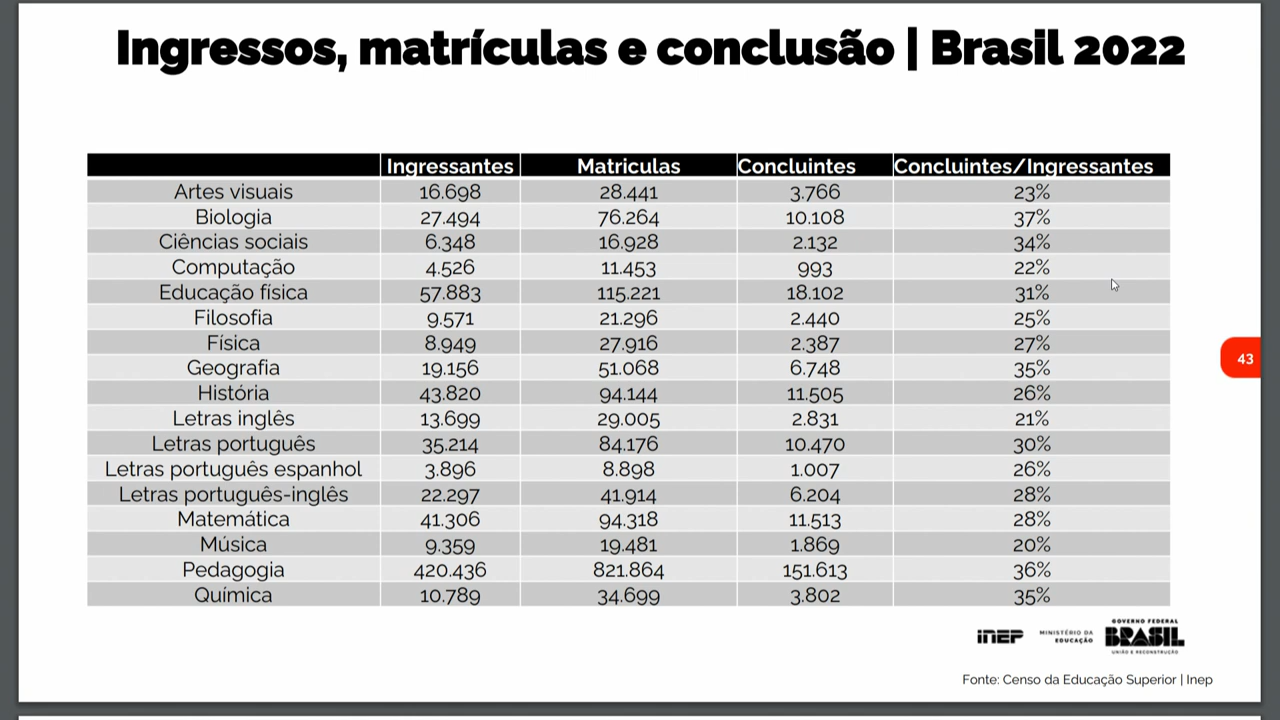 Ingressos, matrículas e conclusão | Brasil 2022
Ingressantes Matriculas Concluintes Concluintes/Ingressantes
Artes visuais 16.698 28.441 3.766 23%
Biologia 27.494 76.264 10.108 37%
Ciências sociais 6.348 16.928 2.132 34%
Computação 4.526 11.453 993 22%
Educação física 57.883 115.221 18.102 31%
Filosofia 9.571 21.296 2.440 25%
Física 8.949 27.916 2.387 27%
Geografia 19.156 51.068 6.748 35%
História 43.820 94.144 11.505 26%
Letras inglês 13.699 29.005 2.831 21%
Letras português 35.214 84.176 10.470 30%
Letras português espanhol 3.896 8.898 1.007 26%
Letras português-inglês 22.297 41.914 6.204 28%
Matemática 41.306 94.318 11.513 28%
Música 9.359 19.481 1.869 20%
Pedagogia 420.436 821.864 151.613 36%
Química 10.789 34.699 3.802 35%
43
inep
MINISTÉRIO DA
EDUCAÇÃO
GOVERNO FEDERAL
BRASIL
UNIÃO E RECONSTRUÇÃO
Fonte: Censo da Educação Superior | Inep